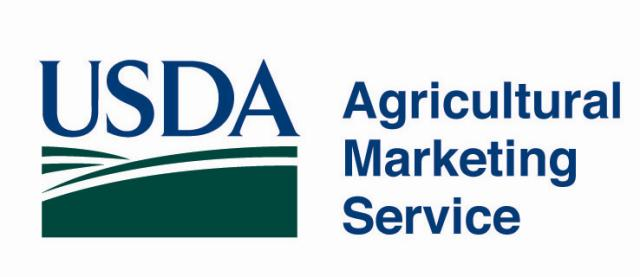 USDA
Agricultural
Marketing
Service